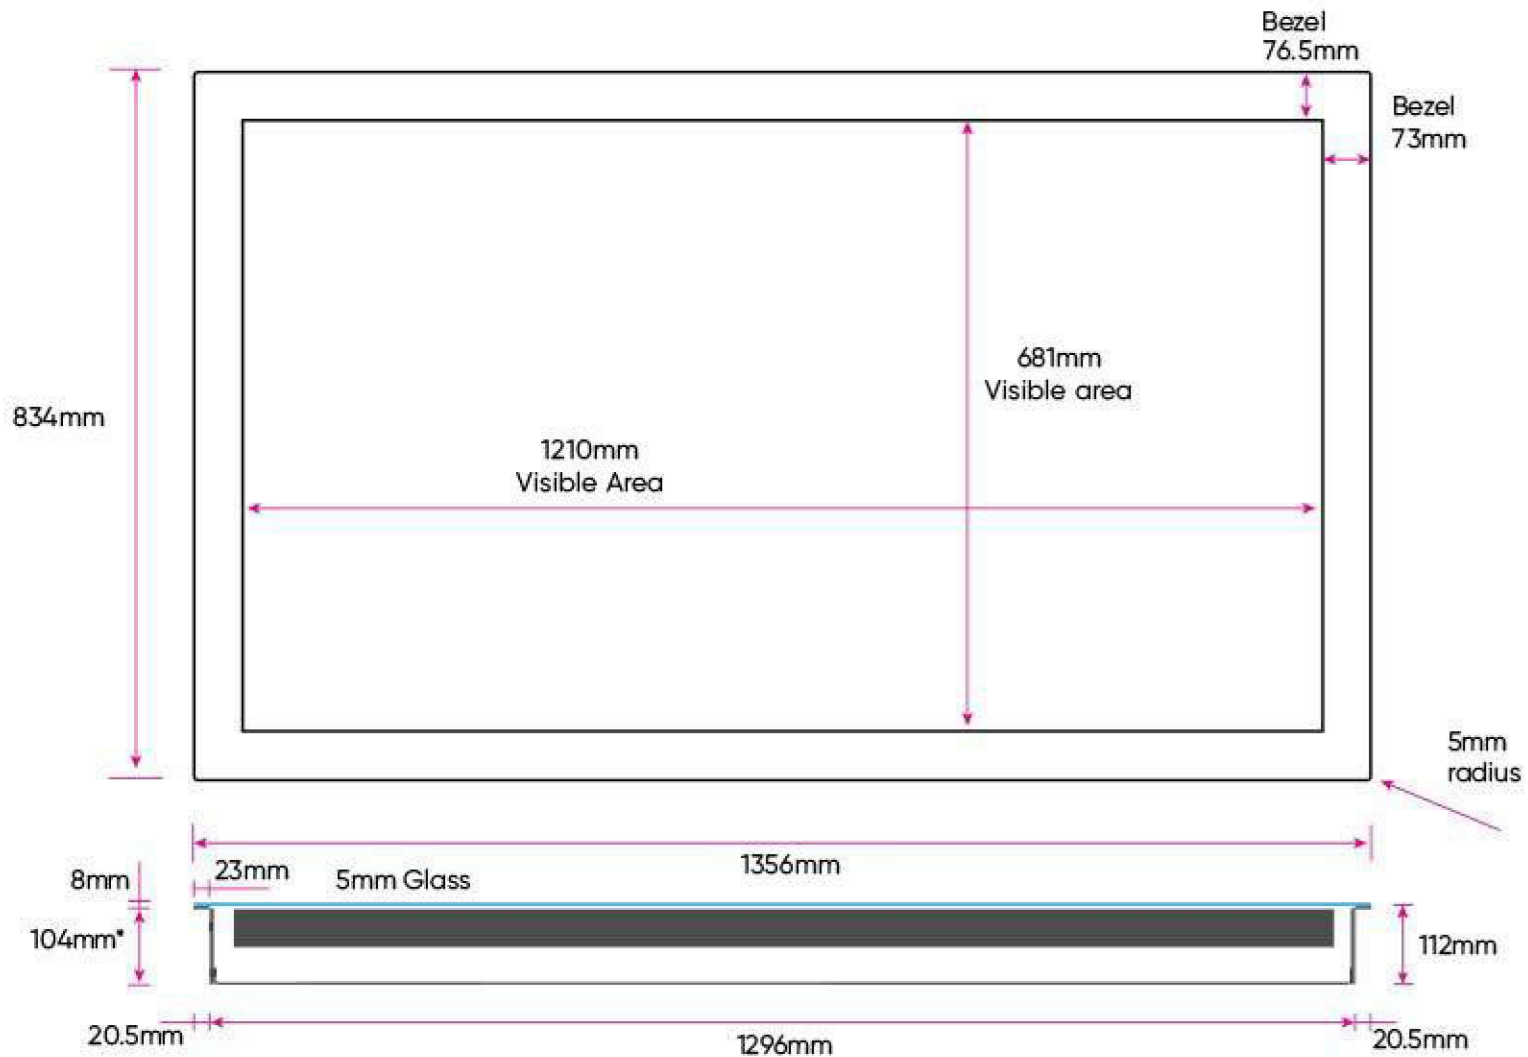 Bezel
76.5mm
Bezel
73mm
834mm
681mm
Visible area
1210mm
Visible Area
5mm
radius
1356mm
8mm
23mm
5mm Glass
104mm*
112mm
20.5mm
1296mm
20.5mm